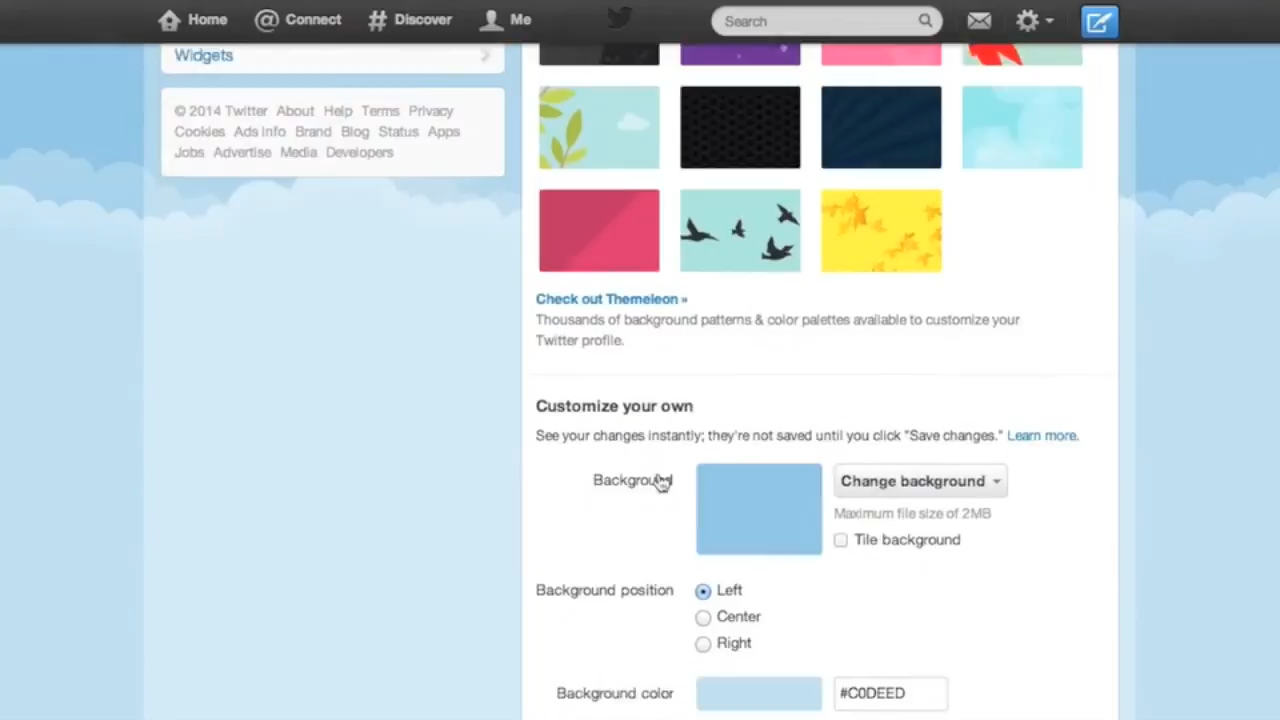 Home @ Connect # Discover Me Search
Widgets
© 2014 Twitter About Help Terms Privacy
Cookies Ads info Brand Blog Status Apps
Jobs Advertise Media Developers
Check out Themeleon »
Thousands of background patterns & color palettes available to customize your
Twitter profile.
Customize your own
See your changes instantly; they're not saved until you click "Save changes." Learn more.
Background Change background
Maximum file size of 2MB
Tile background
Background position Left
Center
Right
Background color #C0DEED